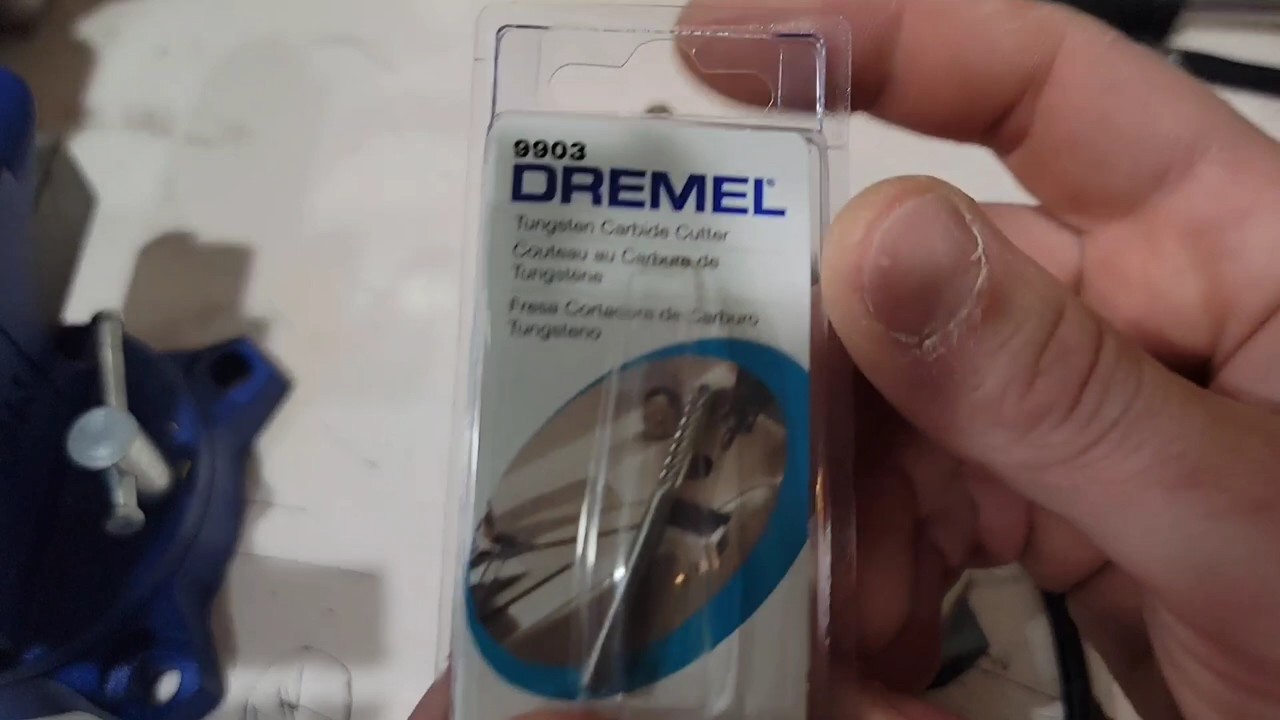 9903
DREMEL
Tungsten Carbide Cutter
Couteau au Carbure de
Tungstene
Fresa Cortadora de Carburo
Tungsteno